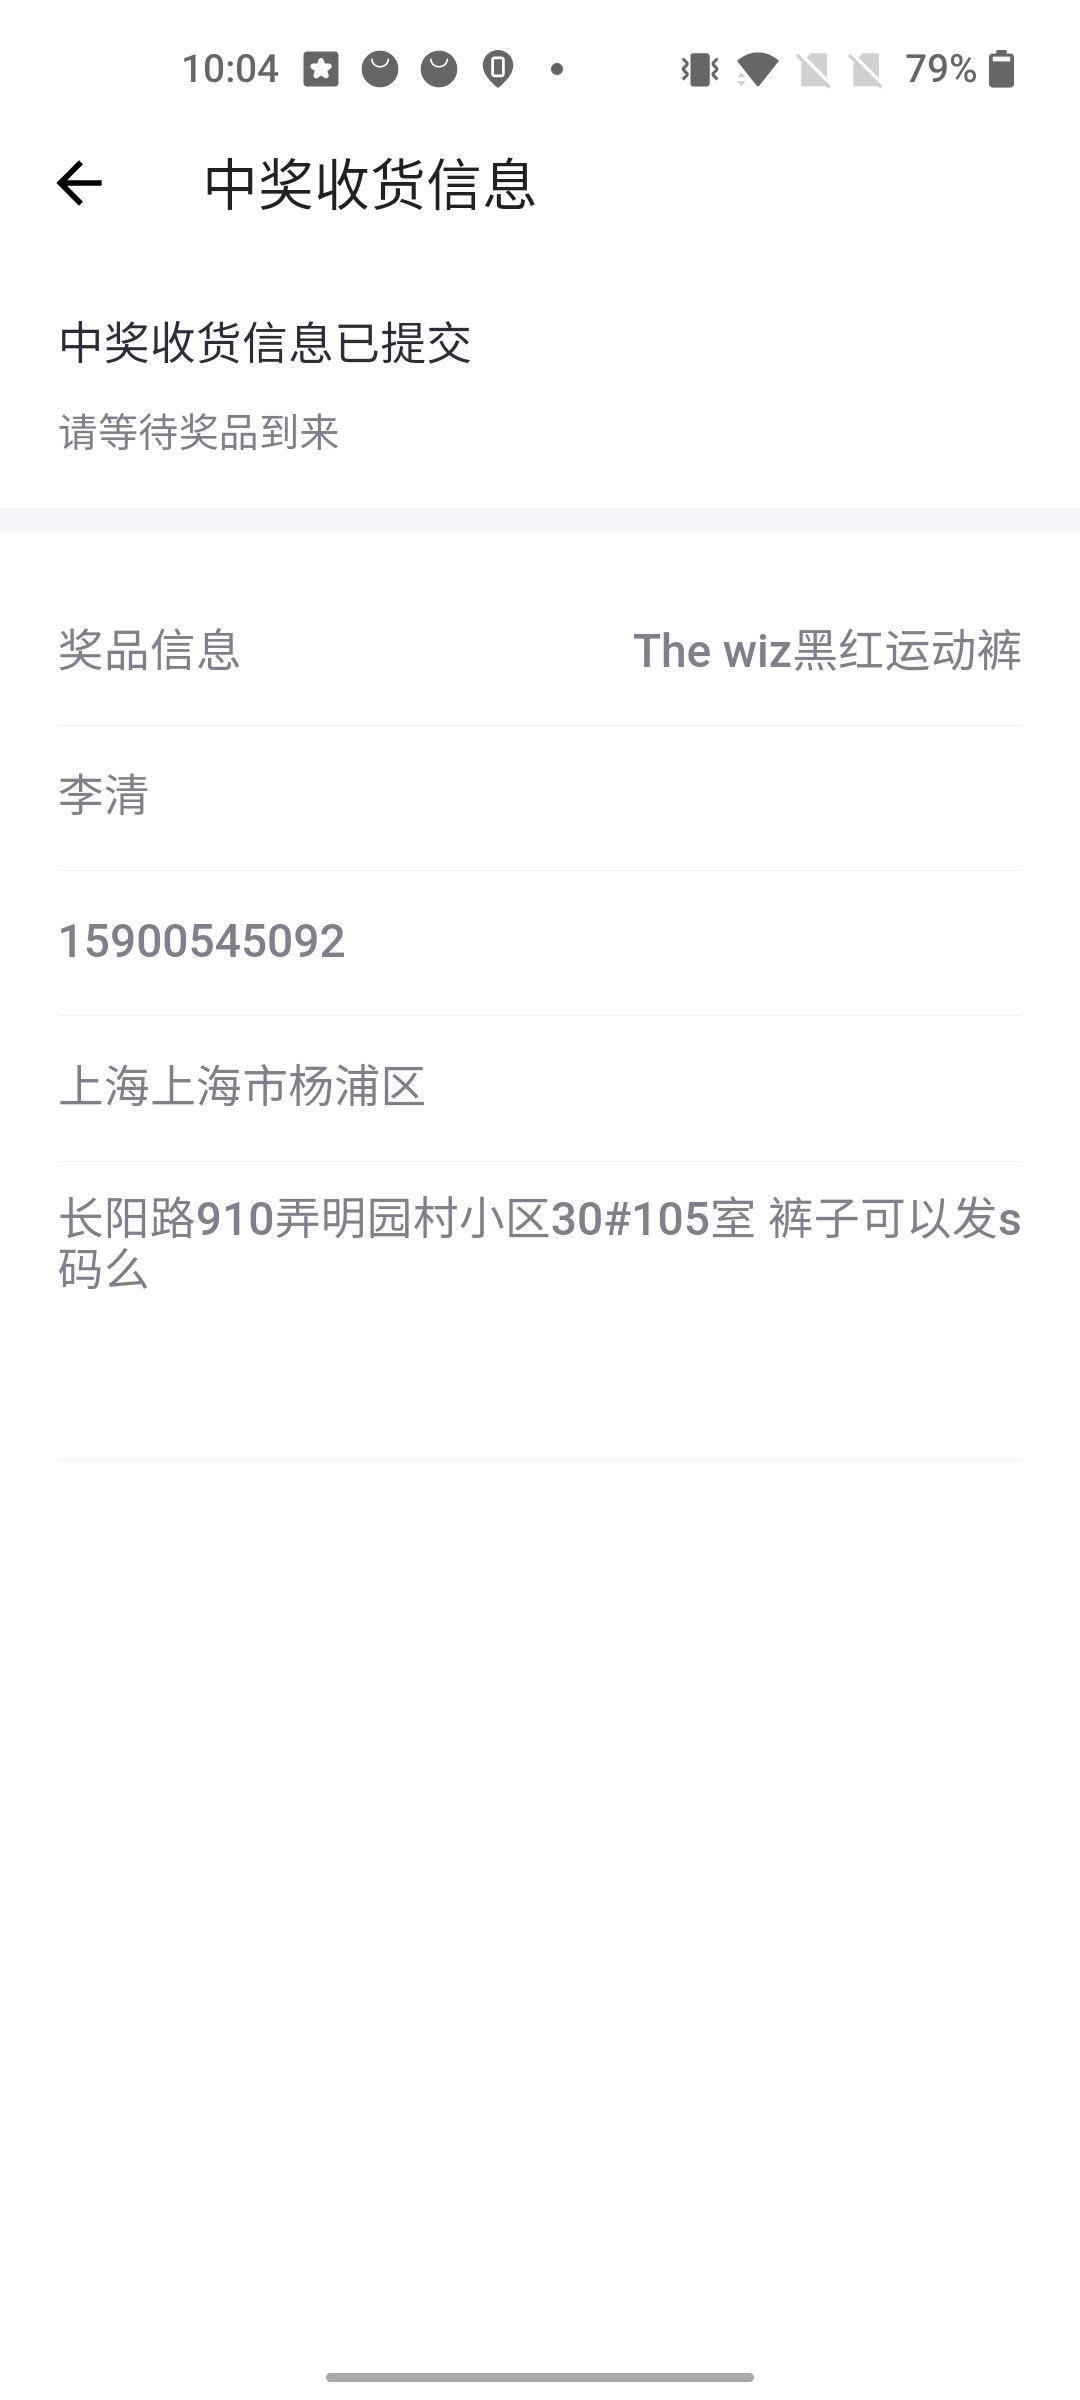 10:04
79%
中奖收货信息
中奖收货信息已提交
请等待奖品到来
奖品信息 The wiz黑红运动裤
李清
15900545092
上海上海市杨浦区
长阳路910弄明园村小区30#105室 裤子可以发s
码么